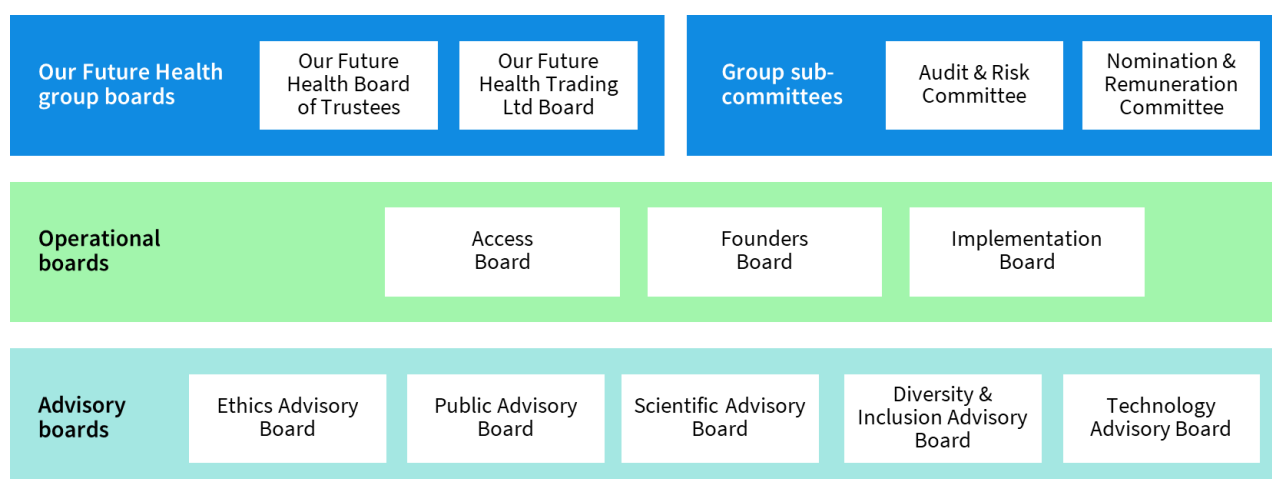 Our Future Health
group boards
Our Future
Health Board
of Trustees
Our Future
Health Trading
Ltd Board
Group sub-
committees
Audit & Risk
Committee
Nomination &
Remuneration
Committee
Operational
boards
Access
Board
Founders
Board
Implementation
Board
Advisory
boards
Ethics Advisory
Board
Public Advisory
Board
Scientific Advisory
Board
Diversity &
Inclusion Advisory
Board
Technology
Advisory Board